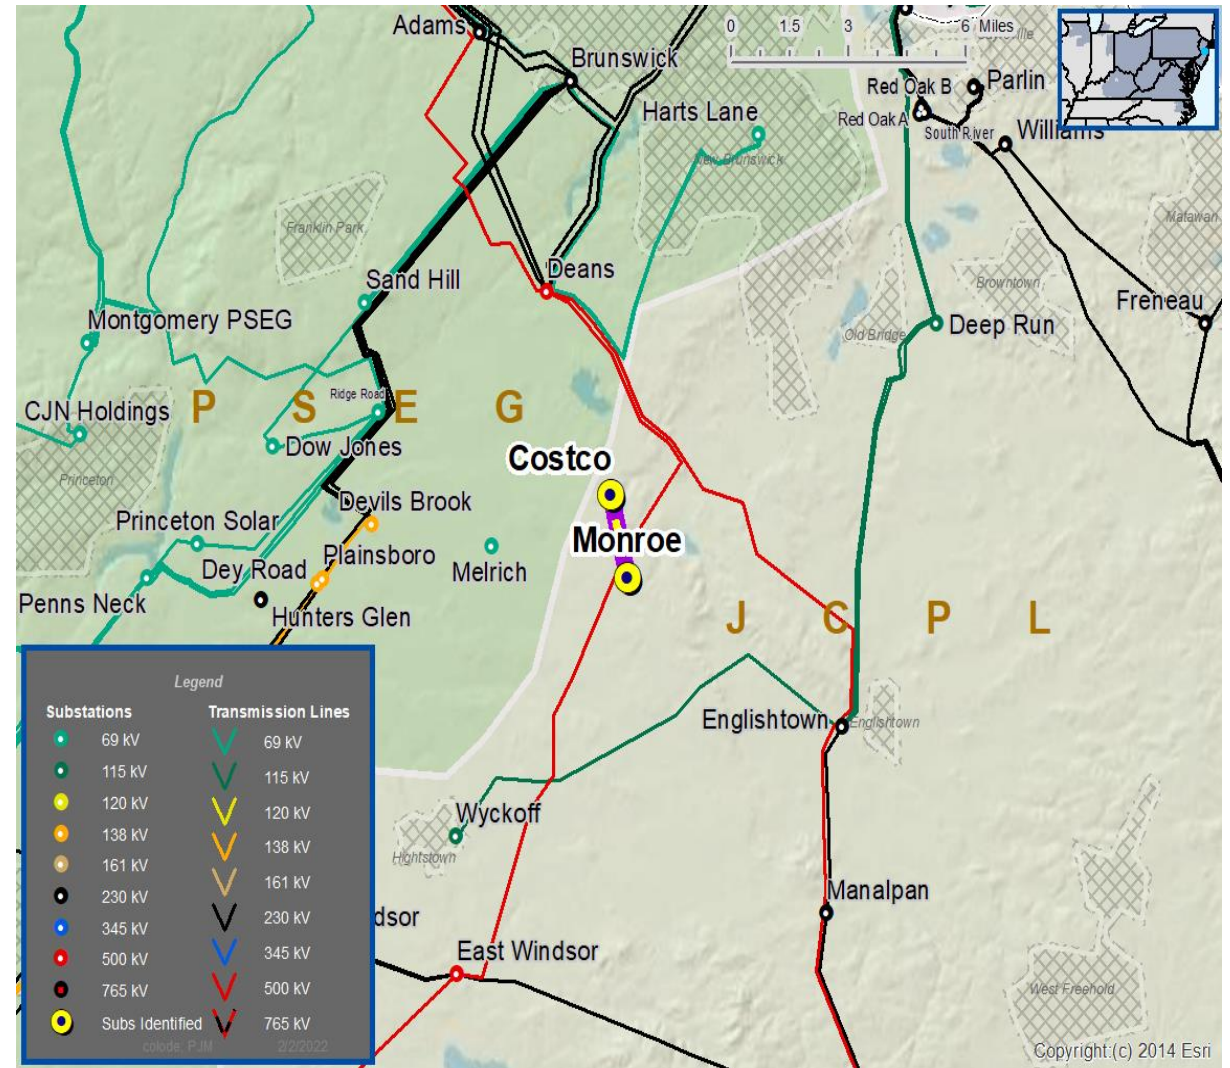 Adams
0 1.5 3 6 Miles
Brunswick
Red Oak B
Parlin
Harts Lane
Red Oak A
South River
Williams
New Brunswick
Franklin Park
Matawan
Deans
Sand Hill
Browntown
Freneau
Montgomery PSEG
Deep Run
Old Bridge
Ridge Road
P S E G
CJN Holdings
Dow Jones
Costco
Princeton
Devils Brook
Princeton Solar
Monroe
Plainsboro
Dey Road
Melrich
Penns Neck
Hunters Glen
J C P L
Legend
Substations Transmission Lines
69 kV 69 kV
115 kV 115 kV
120 kV 120 kV
138 kV 138 kV
161 kV 161 kV
230 kV 230 kV
345 kV 345 kV
500 kV 500 kV
765 kV 765 kV
Subs Identified
colode, PJM 2/2/2022
Englishtown
Englishtown
Wyckoff
Hightstown
Manalpan
dsor
East Windsor
West Freehold
Copyright:(c) 2014 Esri